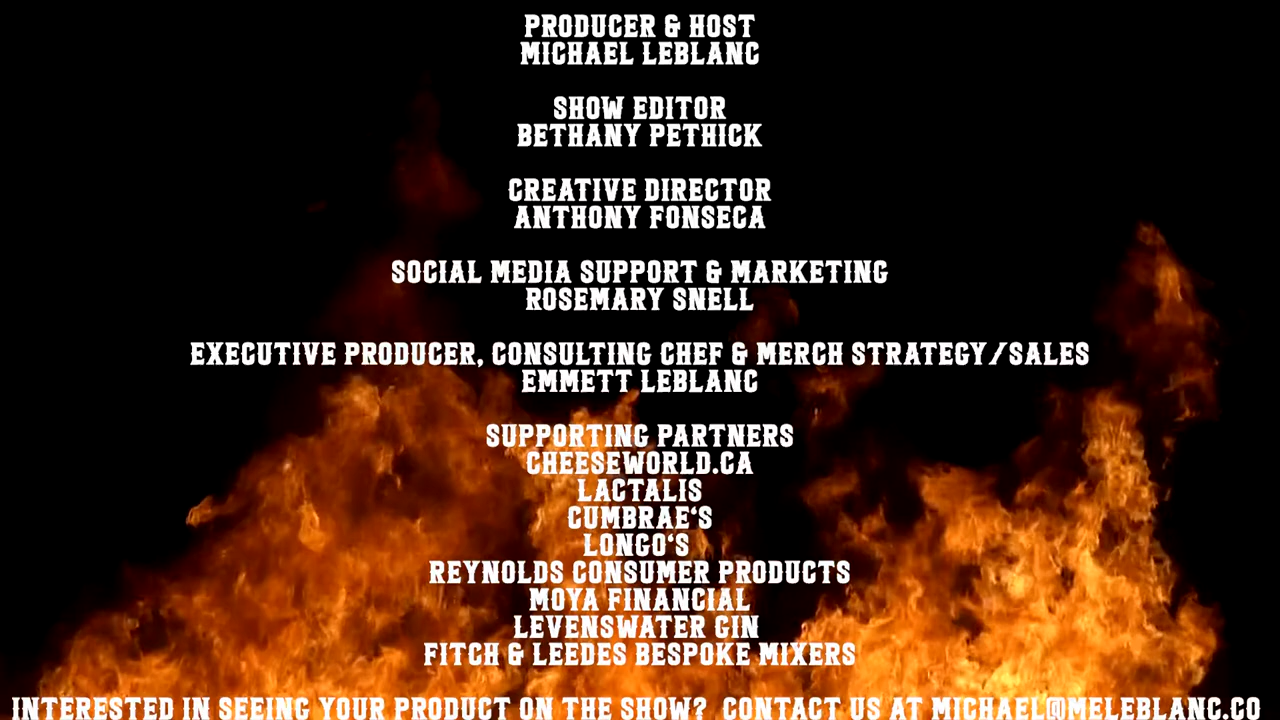 PRODUCER & HOST
MICHAEL LEBLANC
SHOW EDITOR
BETHANY PETHICK
CREATIVE DIRECTOR
ANTHONY FONSECA
SOCIAL MEDIA SUPPORT & MARKETING
ROSEMARY SNELL
EXECUTIVE PRODUCER, CONSULTING CHEF & MERCH STRATEGY/SALES
EMMETT LEBLANC
SUPPORTING PARTNERS
CHEESEWORLD.CA
LACTALIS
CUMBRAE‘S
LONGO‘S
REYNOLDS CONSUMER PRODUCTS
MOYA FINANCIAL
LEVENSWATER GIN
FITCH & LEEDES BESPOKE MIXERS
INTERESTED IN SEEING YOUR PRODUCT ON THE SHOW? CONTACT US AT MICHAEL@MELEBLANC.CO